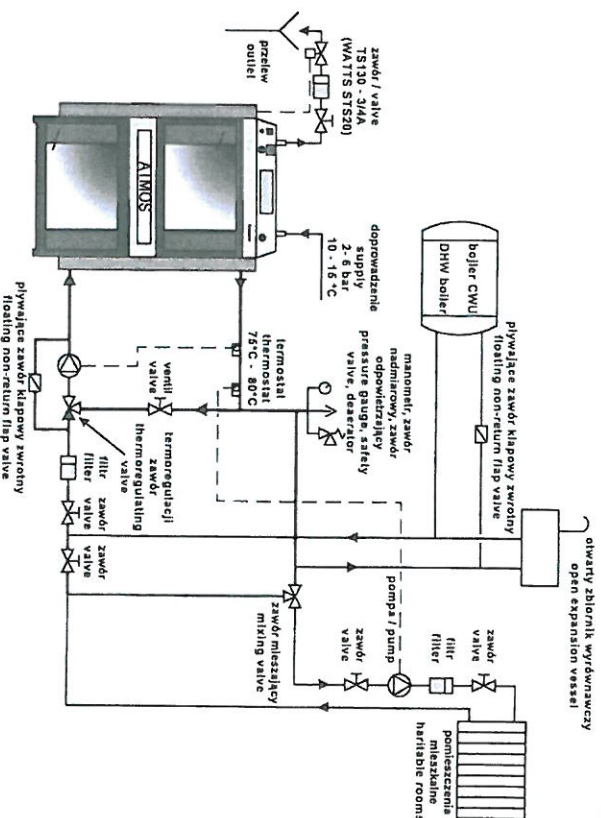 otwarty zbiornik wyrównawczy
open expansion vessel
bojler CWU
DHW boiler
pływające zawór klapowy zwrotny
floating non-return flap valve
zawór / valve
TS130 - 3/4A
(WATTS STS20)
przelew
outlet
doprowadzenie
supply
2- 6 bar
10 - 15 °C
manometr, zawór
nadmiarowy, zawór
odpowietrzający
pressure gauge, safety
valve, deaerator
ATMOS
termostat
thermostat
75°C - 80°C
ventil
valve
termoregulacji
zawór
thermoregulating
valve
pływające zawór klapowy zwrotny
floating non-return flap valve
filtr
filter
zawór
valve
zawór
valve
zawór mieszający
mixing valve
pompa / pump
zawór
valve
filtr
filter
zawór
valve
pomieszczenia
mieszkalne
haritable rooms